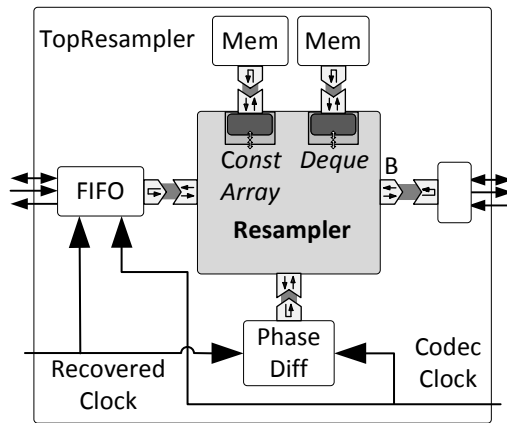 TopResampler
Mem
Mem
Const
Array
Deque
B
FIFO
Resampler
Phase
Diff
Recovered
Clock
Codec
Clock